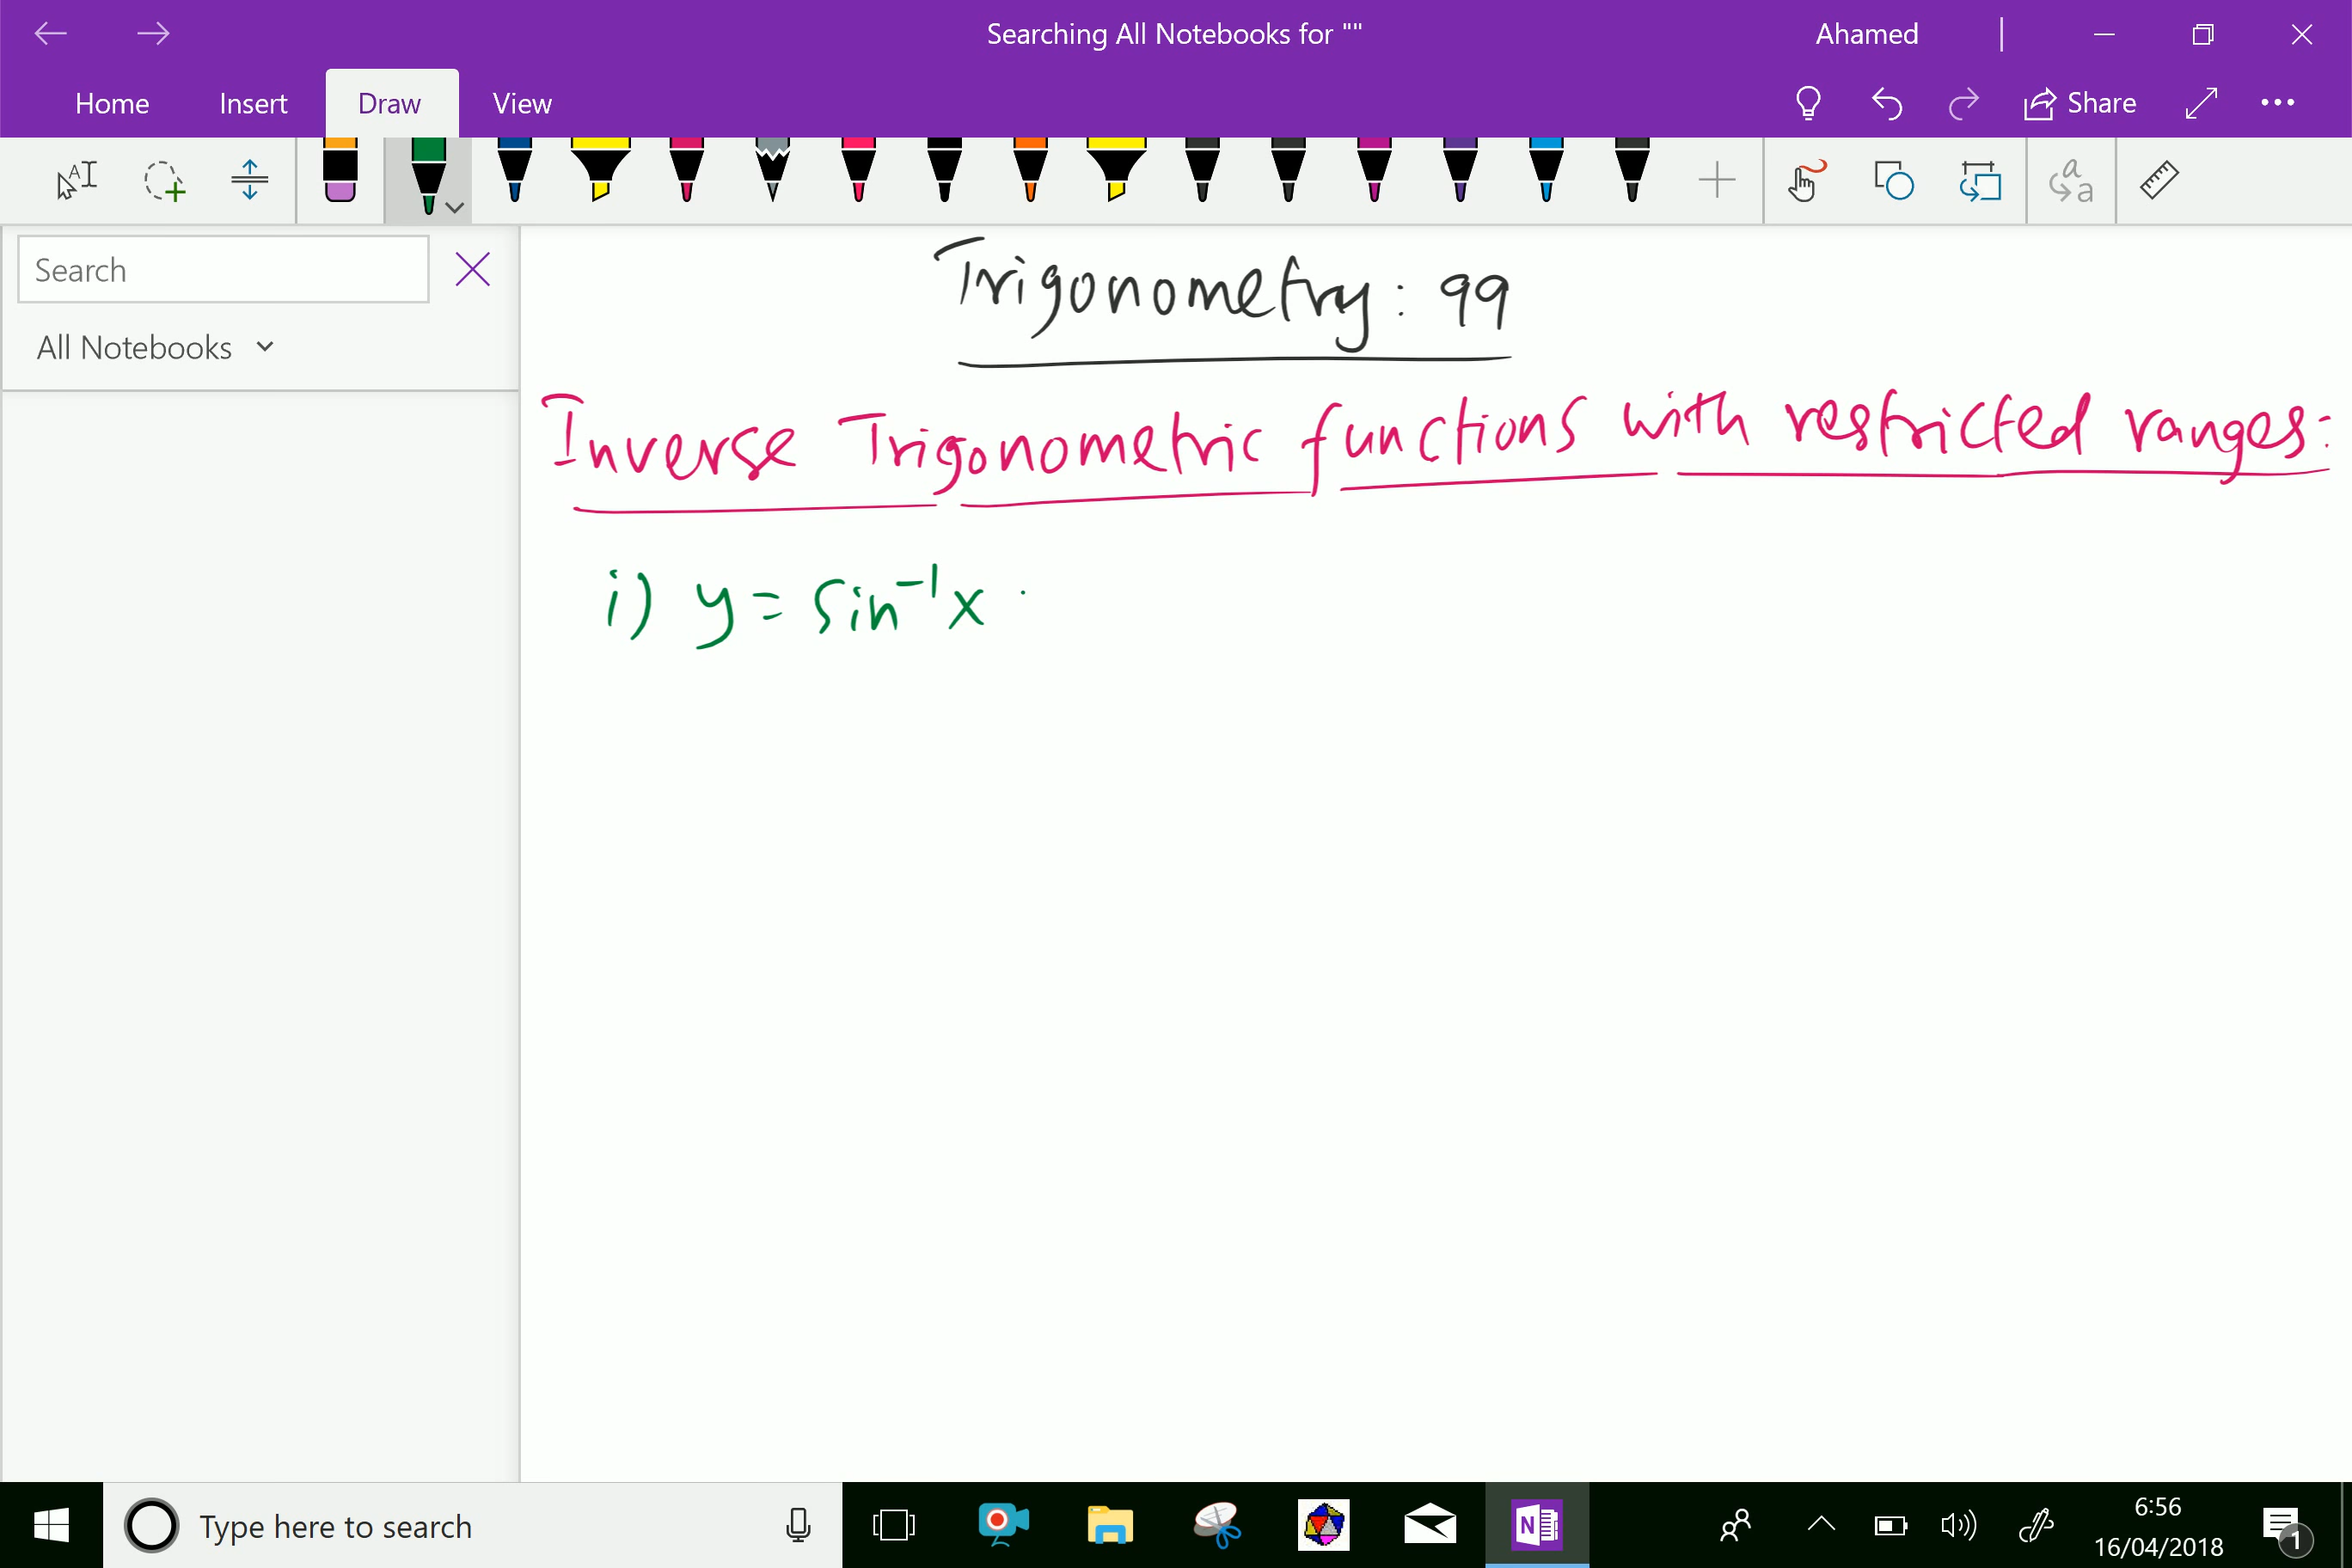 Searching All Notebooks for ""
Ahamed
Home Insert Draw View
Share
Search
All Notebooks
Trigonometry: 99
Inverse Trigonometric functions with restricted ranges:
i) y = sin⁻¹x
Type here to search
N
6:56
16/04/2018
1